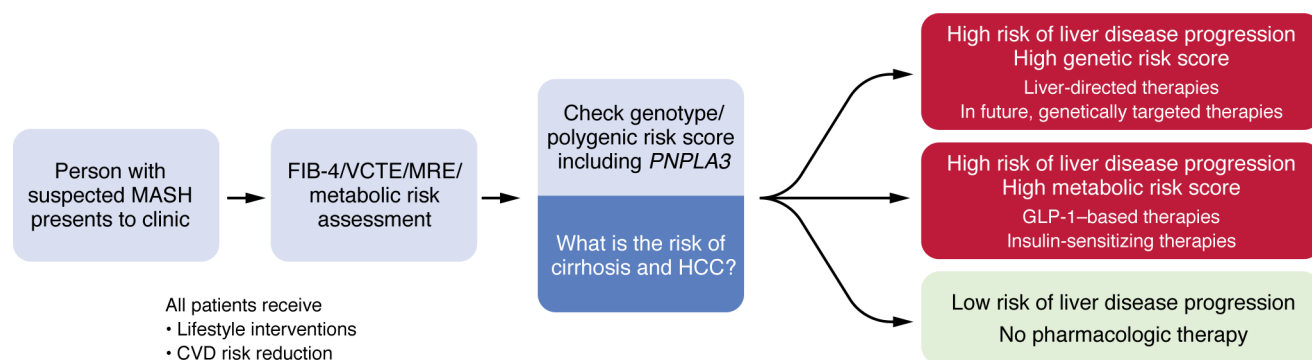 Person with
suspected MASH
presents to clinic
FIB-4/VCTE/MRE/
metabolic risk
assessment
All patients receive
• Lifestyle interventions
• CVD risk reduction
Check genotype/
polygenic risk score
including PNPLA3
What is the risk of
cirrhosis and HCC?
High risk of liver disease progression
High genetic risk score
Liver-directed therapies
In future, genetically targeted therapies
High risk of liver disease progression
High metabolic risk score
GLP-1–based therapies
Insulin-sensitizing therapies
Low risk of liver disease progression
No pharmacologic therapy